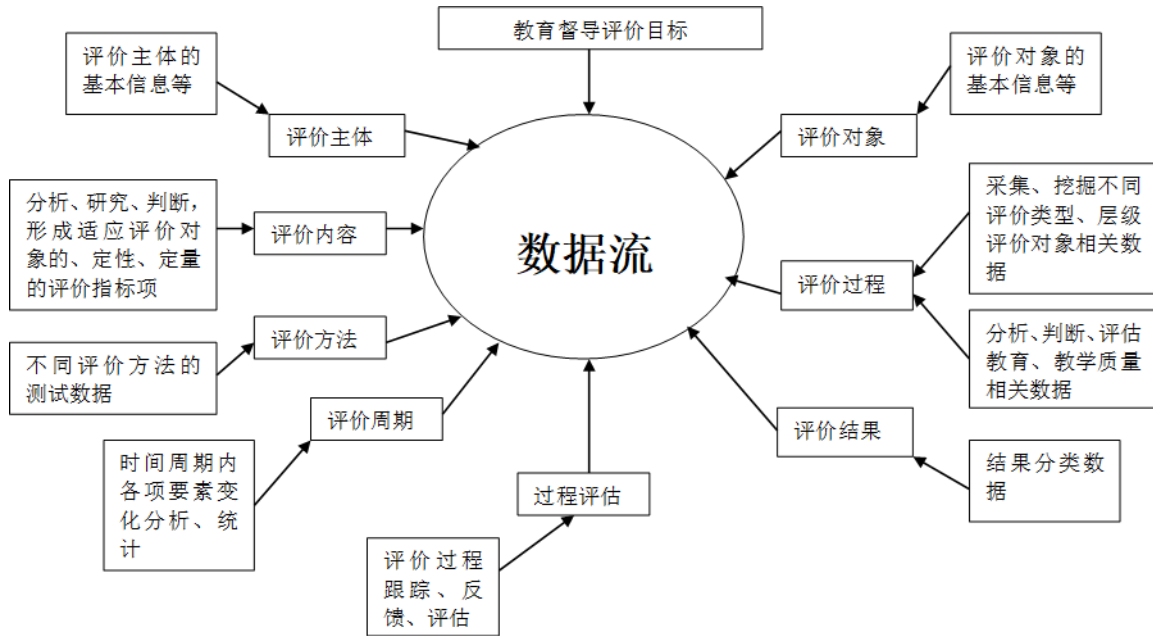 教育督导评价目标
评价主体的
基本信息等
评价对象的
基本信息等
评价主体
评价对象
分析、研究、判断，
形成适应评价对
象的、定性、定量
的评价指标项
评价内容
数据流
采集、挖掘不同
评价类型、层级
评价对象相关数
据
评价过程
分析、判断、评估
教育、教学质量
相关数据
不同评价方法的
测试数据
评价方法
评价周期
评价结果
时间周期内
各项要素变
化分析、统
计
过程评估
结果分类数
据
评价过程
跟踪、反
馈、评估